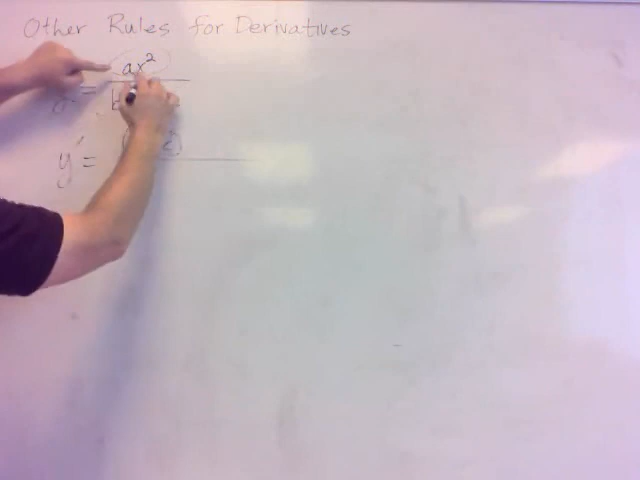 Other Rules for Derivatives
ax²
=
y' =